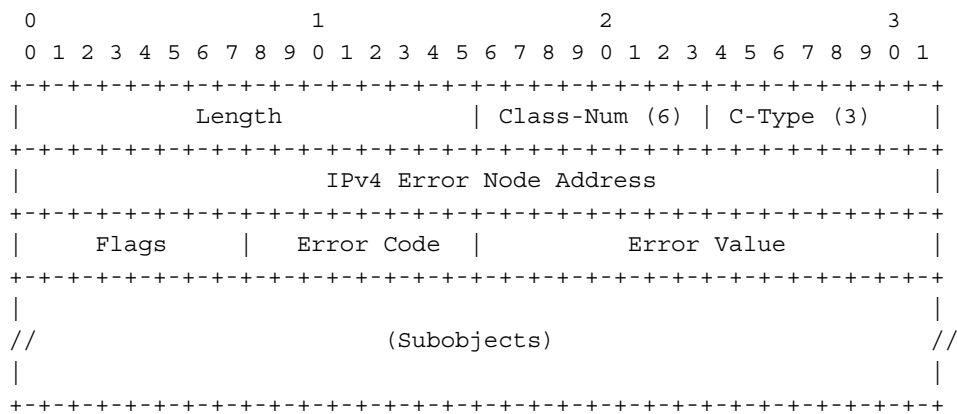 0                   1                   2                   3
 0 1 2 3 4 5 6 7 8 9 0 1 2 3 4 5 6 7 8 9 0 1 2 3 4 5 6 7 8 9 0 1
+-+-+-+-+-+-+-+-+-+-+-+-+-+-+-+-+-+-+-+-+-+-+-+-+-+-+-+-+-+-+-+-+
|            Length             | Class-Num (6) | C-Type (3)    |
+-+-+-+-+-+-+-+-+-+-+-+-+-+-+-+-+-+-+-+-+-+-+-+-+-+-+-+-+-+-+-+-+
|                     IPv4 Error Node Address                   |
+-+-+-+-+-+-+-+-+-+-+-+-+-+-+-+-+-+-+-+-+-+-+-+-+-+-+-+-+-+-+-+-+
|     Flags     |   Error Code  |          Error Value          |
+-+-+-+-+-+-+-+-+-+-+-+-+-+-+-+-+-+-+-+-+-+-+-+-+-+-+-+-+-+-+-+-+
|                                                               |
//                        (Subobjects)                          //
|                                                               |
+-+-+-+-+-+-+-+-+-+-+-+-+-+-+-+-+-+-+-+-+-+-+-+-+-+-+-+-+-+-+-+-+